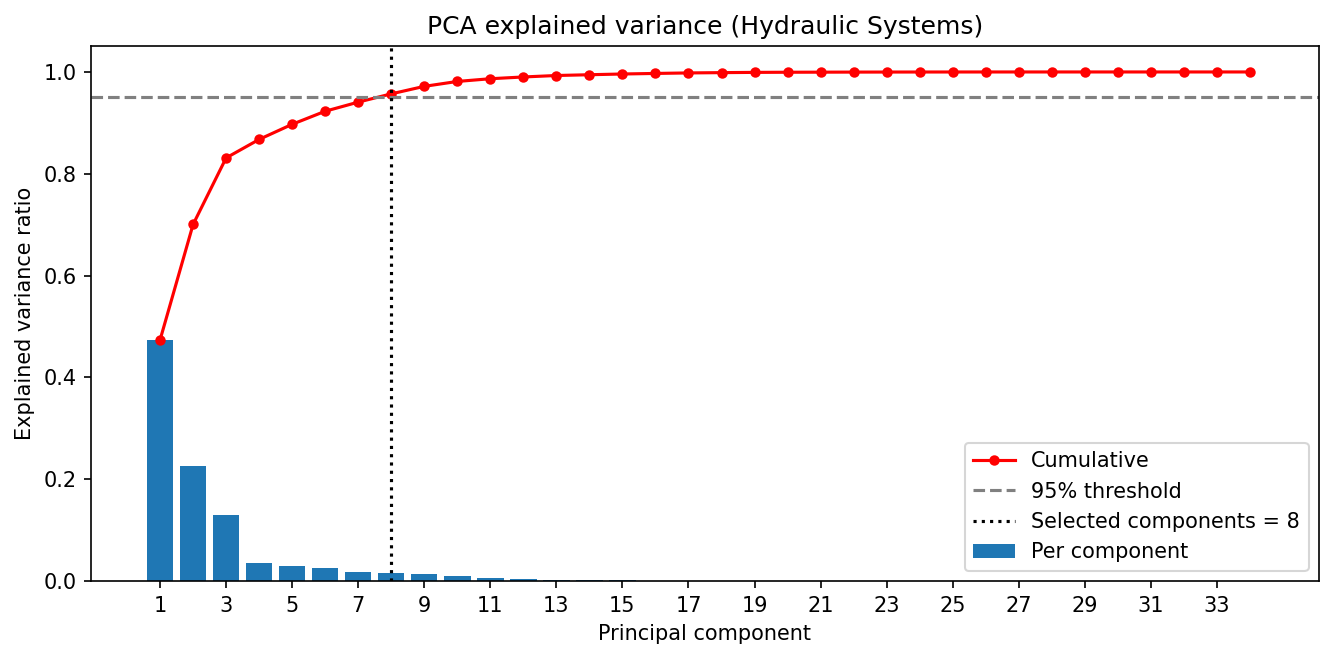 PCA explained variance (Hydraulic Systems)
Explained variance ratio
1.0
0.8
0.6
0.4
0.2
0.0
1 3 5 7 9 11 13 15 17 19 21 23 25 27 29 31 33
Principal component
Cumulative
95% threshold
Selected components = 8
Per component